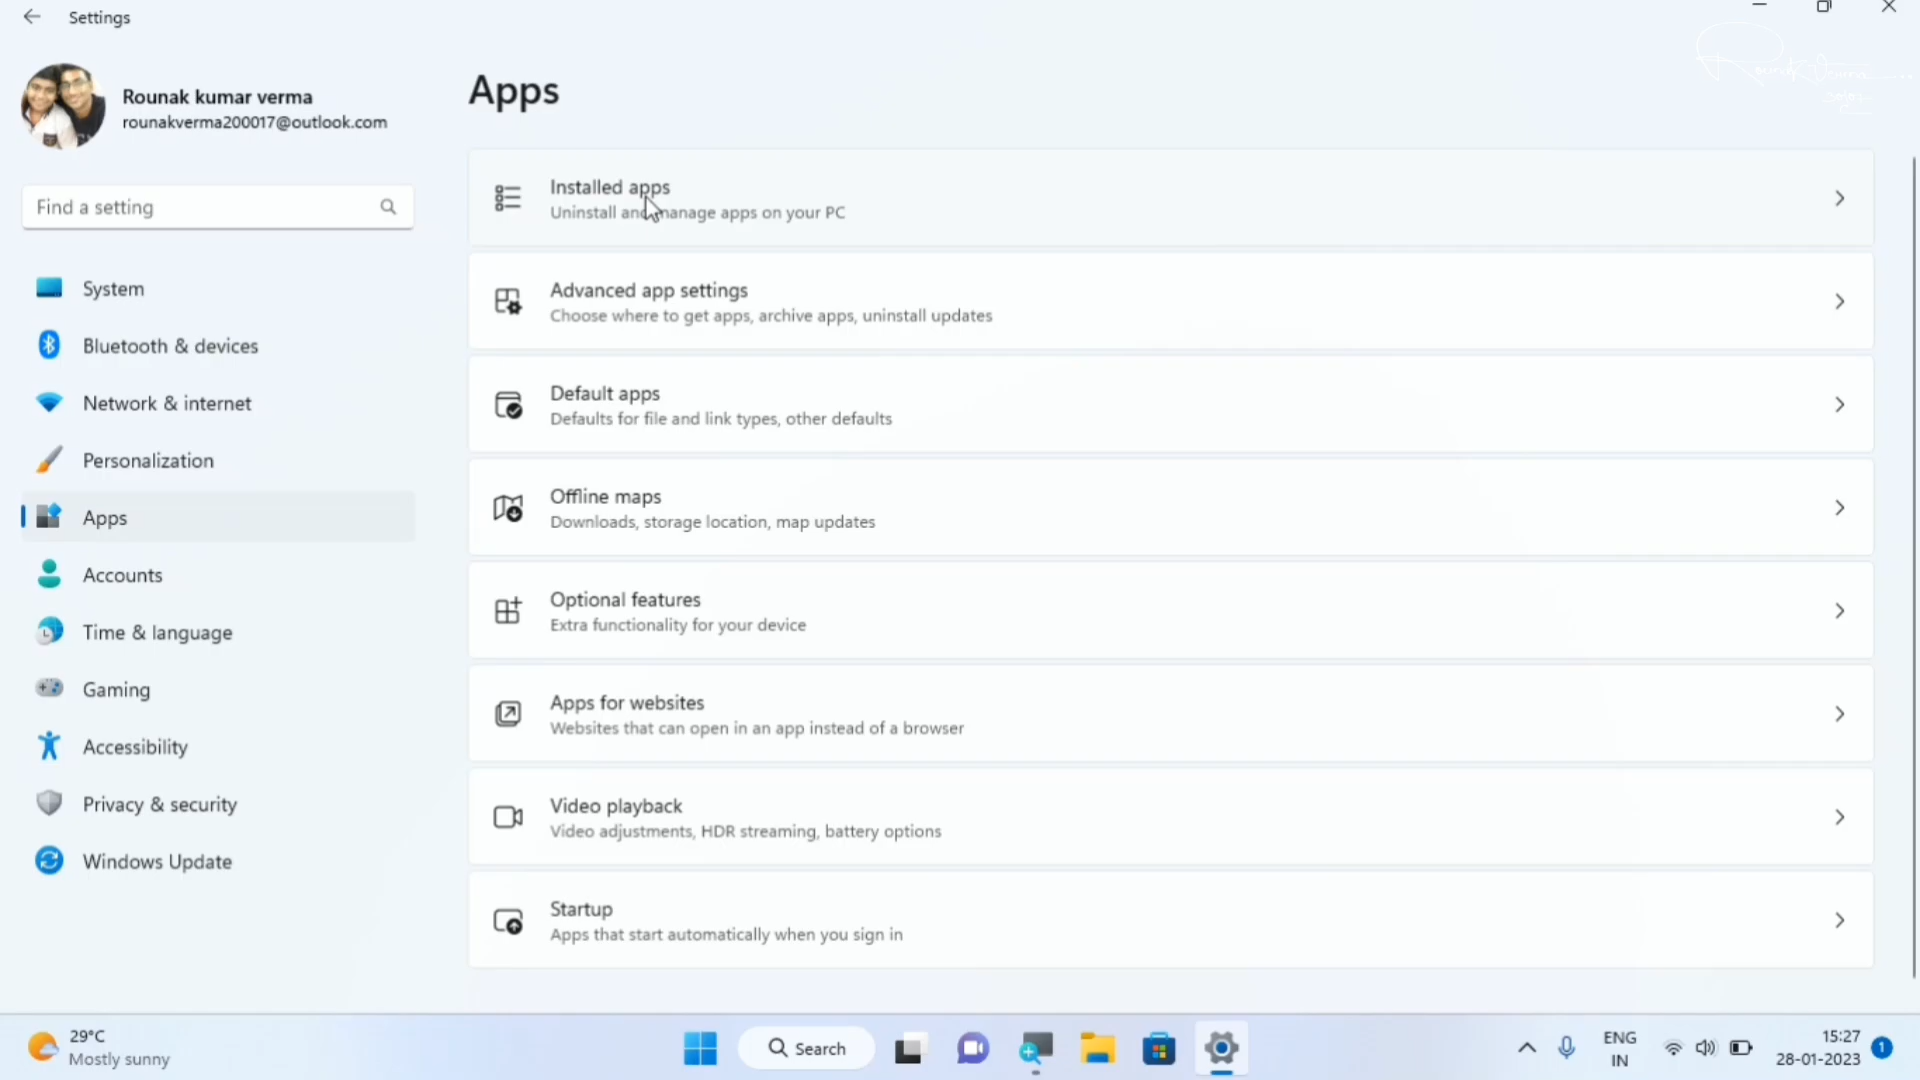 Settings
Rounak kumar verma
rounakverma200017@outlook.com
Find a setting
System
Bluetooth & devices
Network & internet
Personalization
Apps
Accounts
Time & language
Gaming
Accessibility
Privacy & security
Windows Update
Apps
Installed apps
Uninstall and manage apps on your PC
Advanced app settings
Choose where to get apps, archive apps, uninstall updates
Default apps
Defaults for file and link types, other defaults
Offline maps
Downloads, storage location, map updates
Optional features
Extra functionality for your device
Apps for websites
Websites that can open in an app instead of a browser
Video playback
Video adjustments, HDR streaming, battery options
Startup
Apps that start automatically when you sign in
29°C
Mostly sunny
Search
ENG
IN
15:27
28-01-2023
1